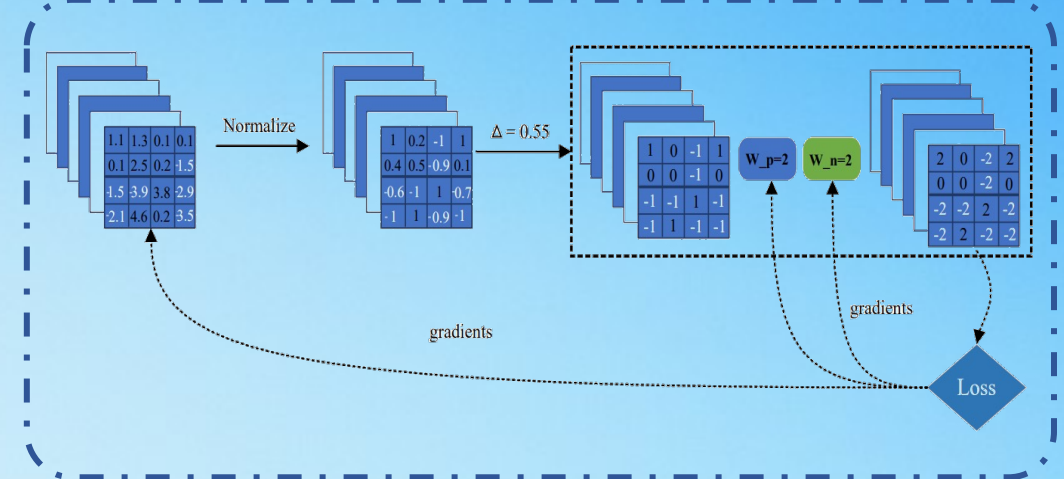 1.1 1.3 0.1 0.1
0.1 2.5 0.2 -1.5
-1.5 -3.9 3.8 -2.9
-2.1 4.6 0.2 -3.5
Normalize
1 0.2 -1 1
0.4 0.5 -0.9 0.1
-0.6 -1 1 -0.7
-1 1 -0.9 -1
Δ = 0.55
1 0 -1 1
0 0 -1 0
-1 -1 1 -1
-1 1 -1 -1
W_p=2
W_n=2
2 0 -2 2
0 0 -2 0
-2 -2 2 -2
-2 2 -2 -2
gradients
gradients
Loss